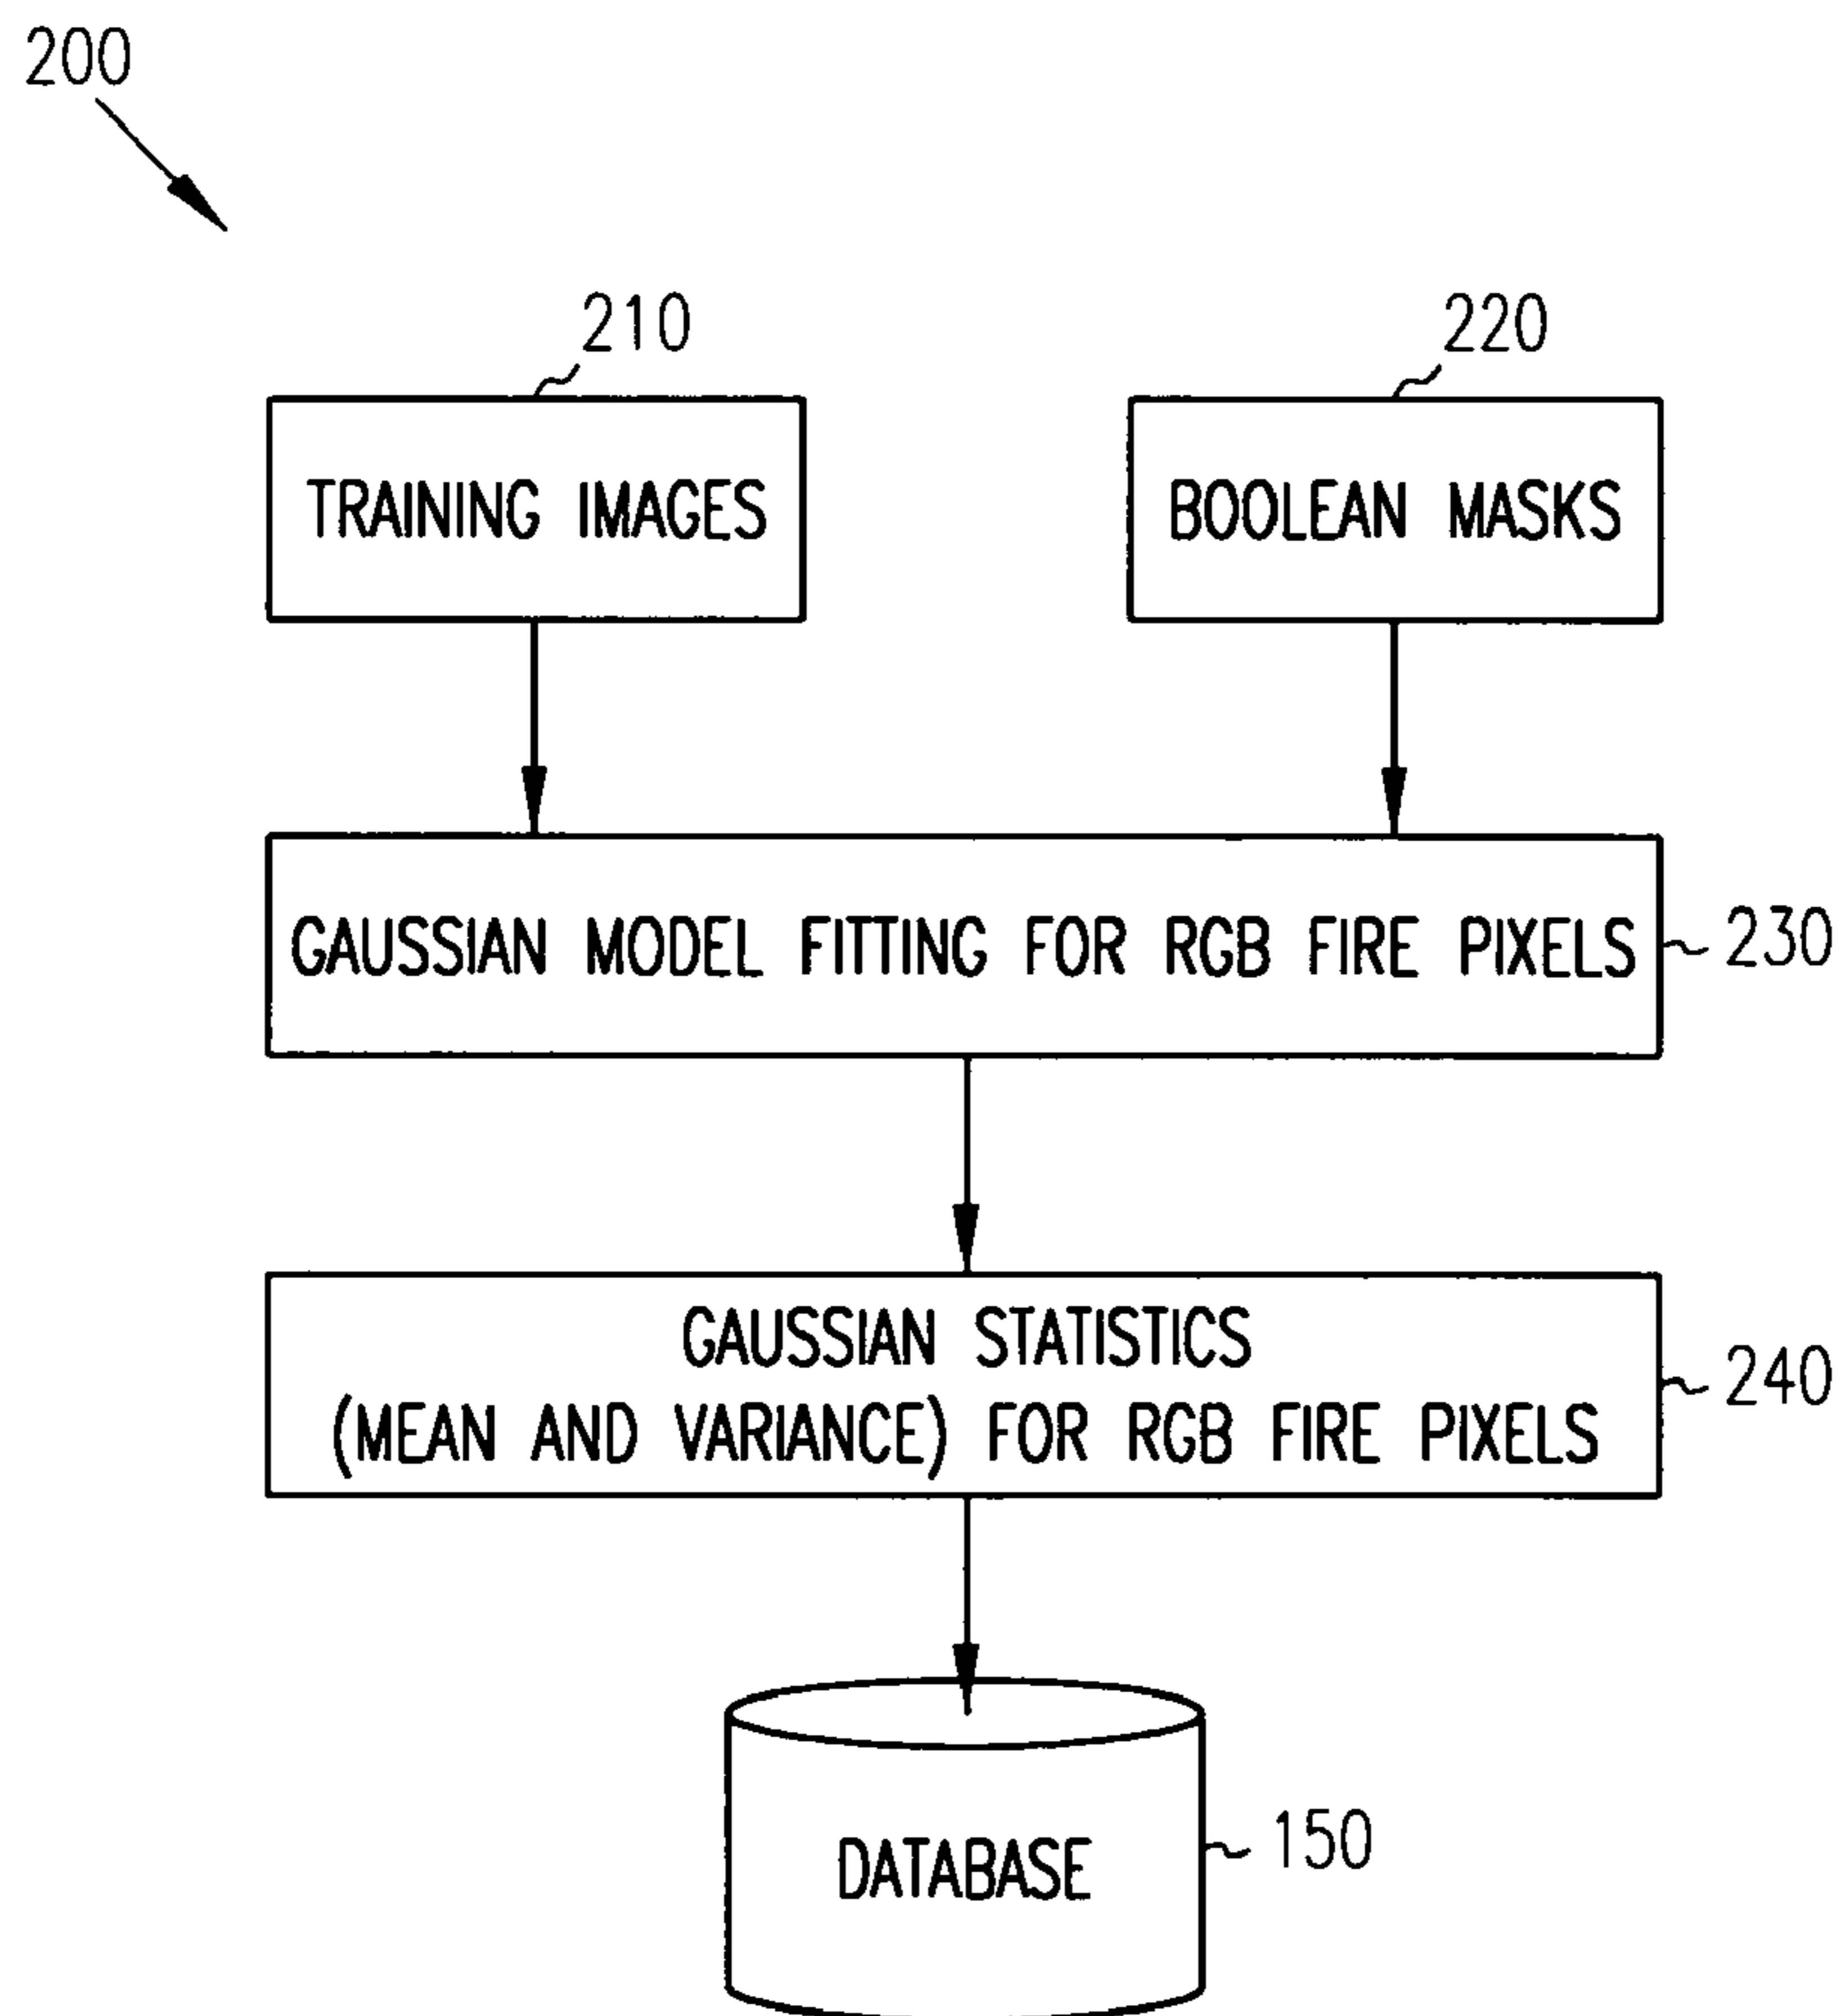 200
210
220
TRAINING IMAGES
BOOLEAN MASKS
GAUSSIAN MODEL FITTING FOR RGB FIRE PIXELS
230
GAUSSIAN STATISTICS
(MEAN AND VARIANCE) FOR RGB FIRE PIXELS
240
DATABASE
150